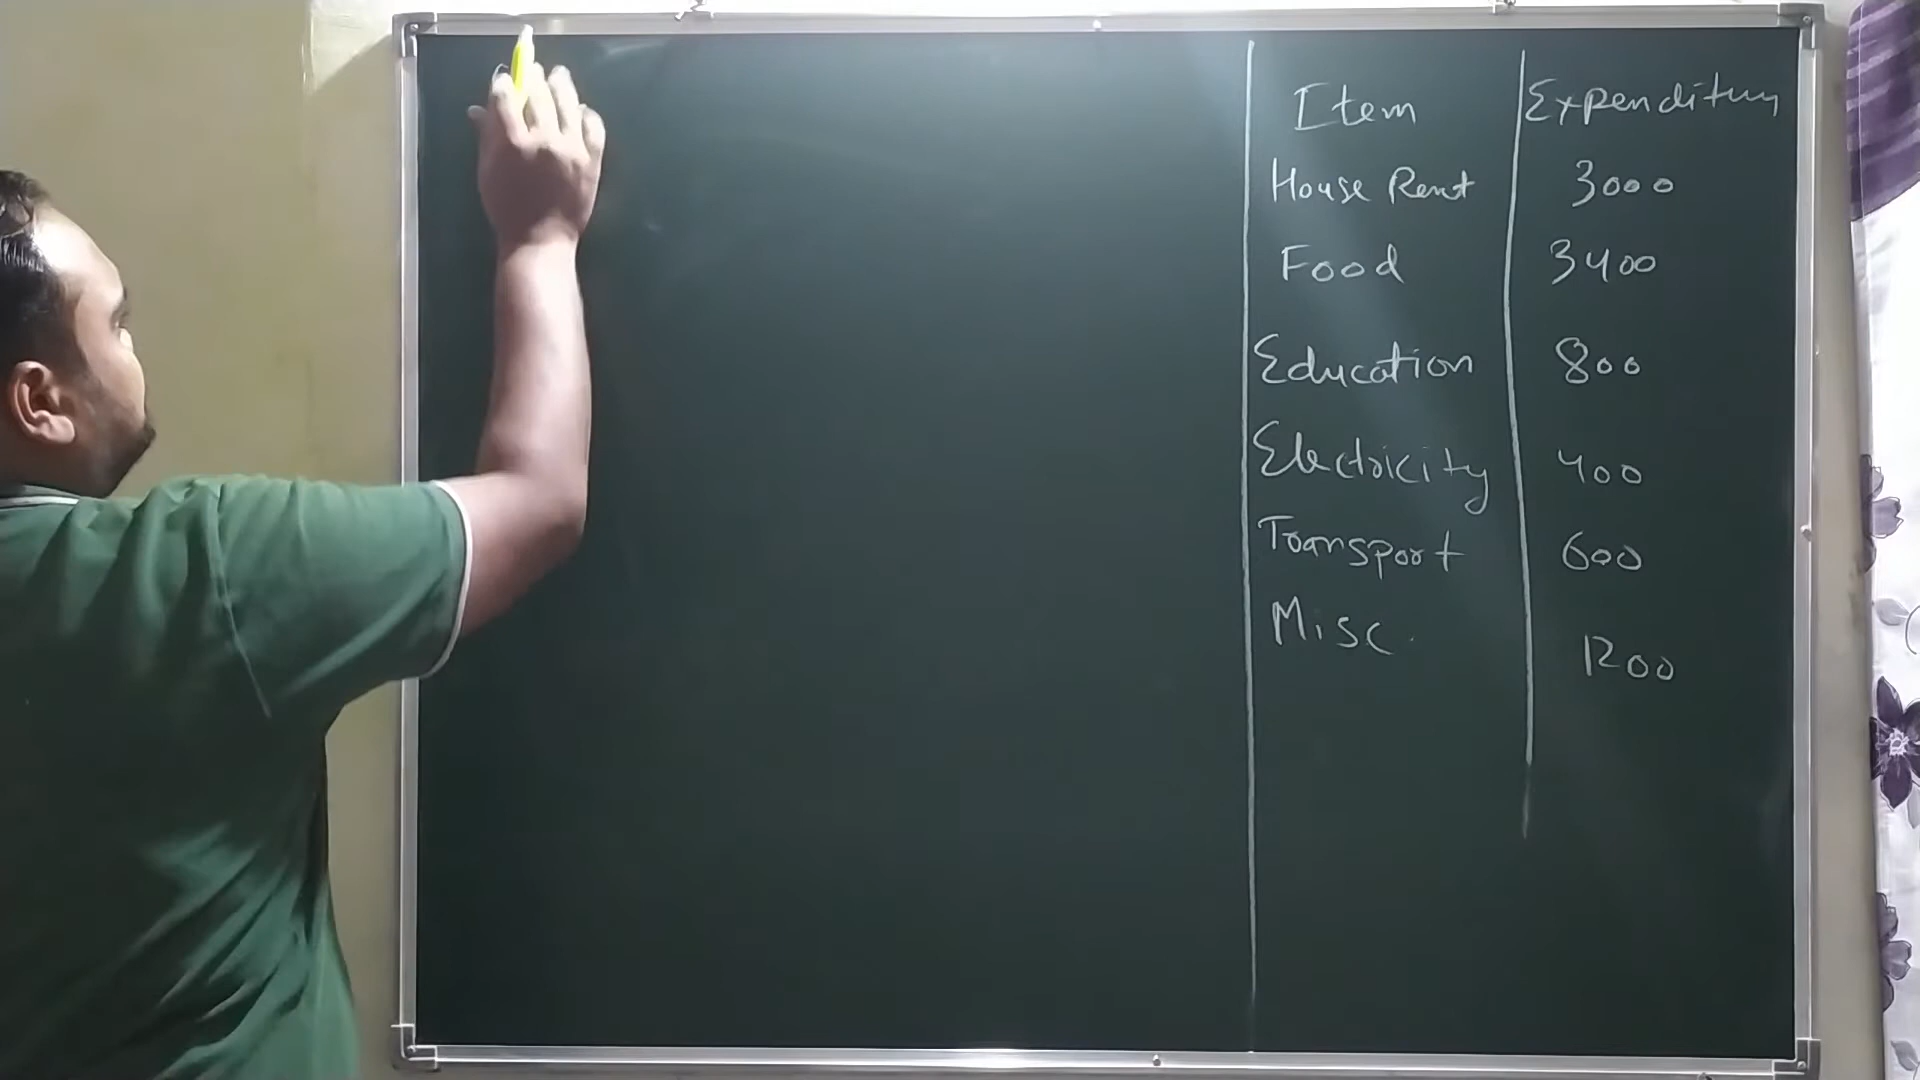 Item Expenditure
House Rent 3000
Food 3400
Education 800
Electricity 400
Transport 600
Misc. 1200